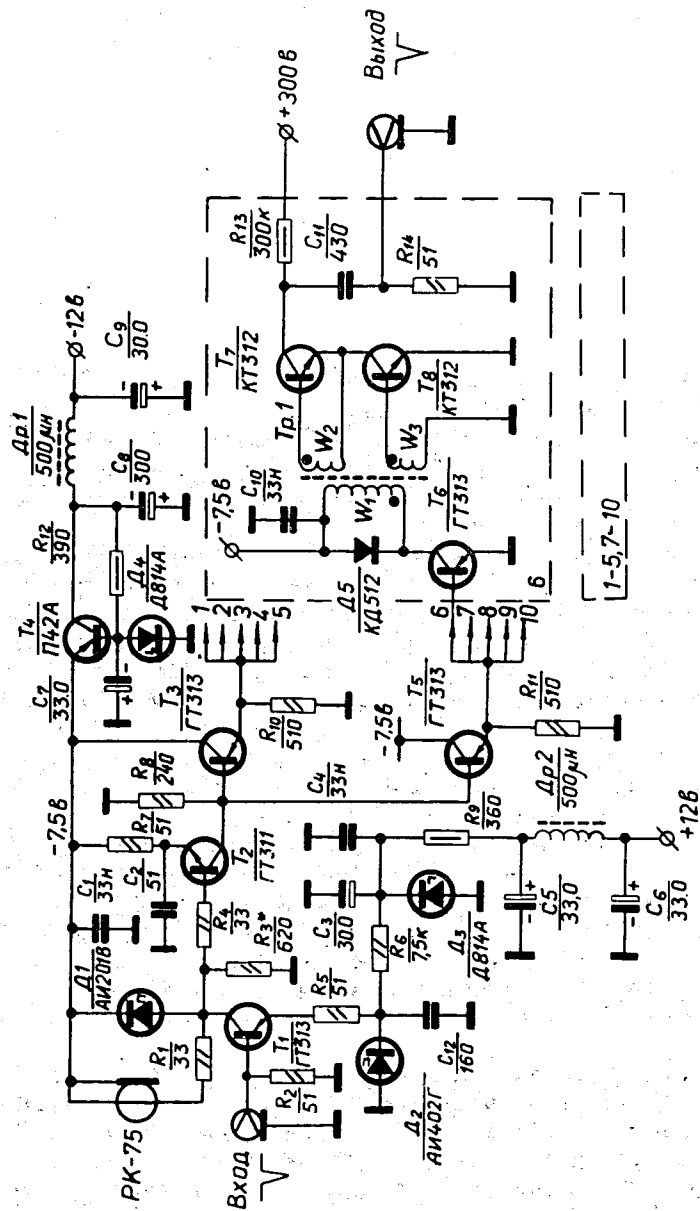 РК-75
Вход
R1
33
Д1
АИ201В
C1
33н
-7,5в
R2
51
T1
ГТ313
R3*
620
R4
33
C2
51
R7
51
T2
ГТ311
R8
240
C7
33.0
T4
П42А
R12
390
Др.1
500мн
-12в
C9
30.0
C8
300
Д4
Д814А
T3
ГТ313
R10
510
1
2
3
4
5
C4
33н
Д2
АИ402Г
C12
160
R5
51
R6
7,5к
C3
30.0
Д3
Д814А
R9
360
Др2
500мн
C5
33,0
C6
33.0
+12в
-7,5в
T5
ГТ313
R11
510
6
7
8
9
10
-7,5в
C10
33н
Д5
КД512
W1
W2
W3
Тр.1
T6
ГТ313
T7
КТ312
T8
КТ312
R13
300к
C11
430
R14
51
+300в
Выход
6
1-5,7-10